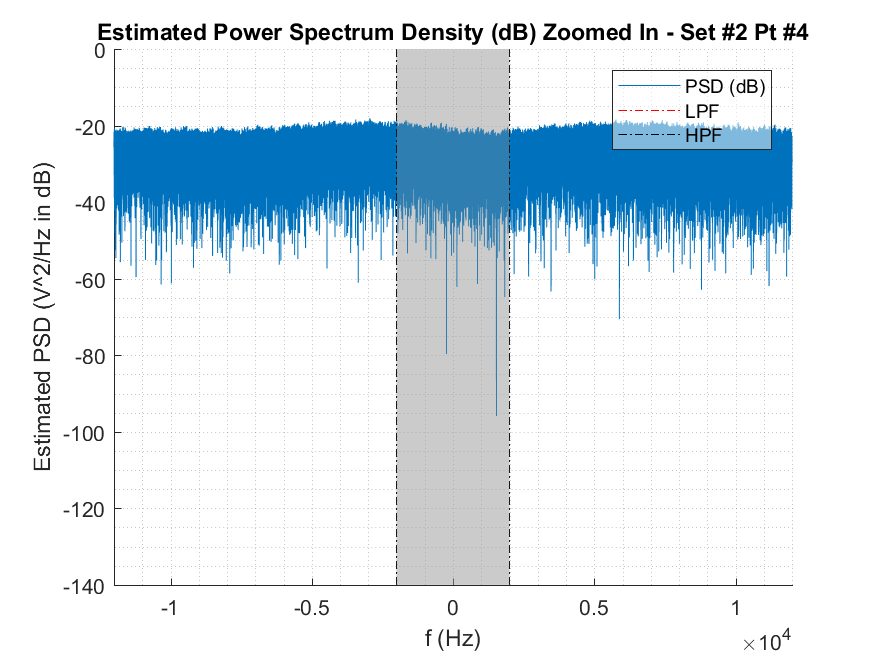 Estimated Power Spectrum Density (dB) Zoomed In - Set #2 Pt #4
0
-20
-40
-60
-80
-100
-120
-140
Estimated PSD (V^2/Hz in dB)
PSD (dB)
LPF
HPF
-1
-0.5
0
0.5
1
f (Hz)
×10^4